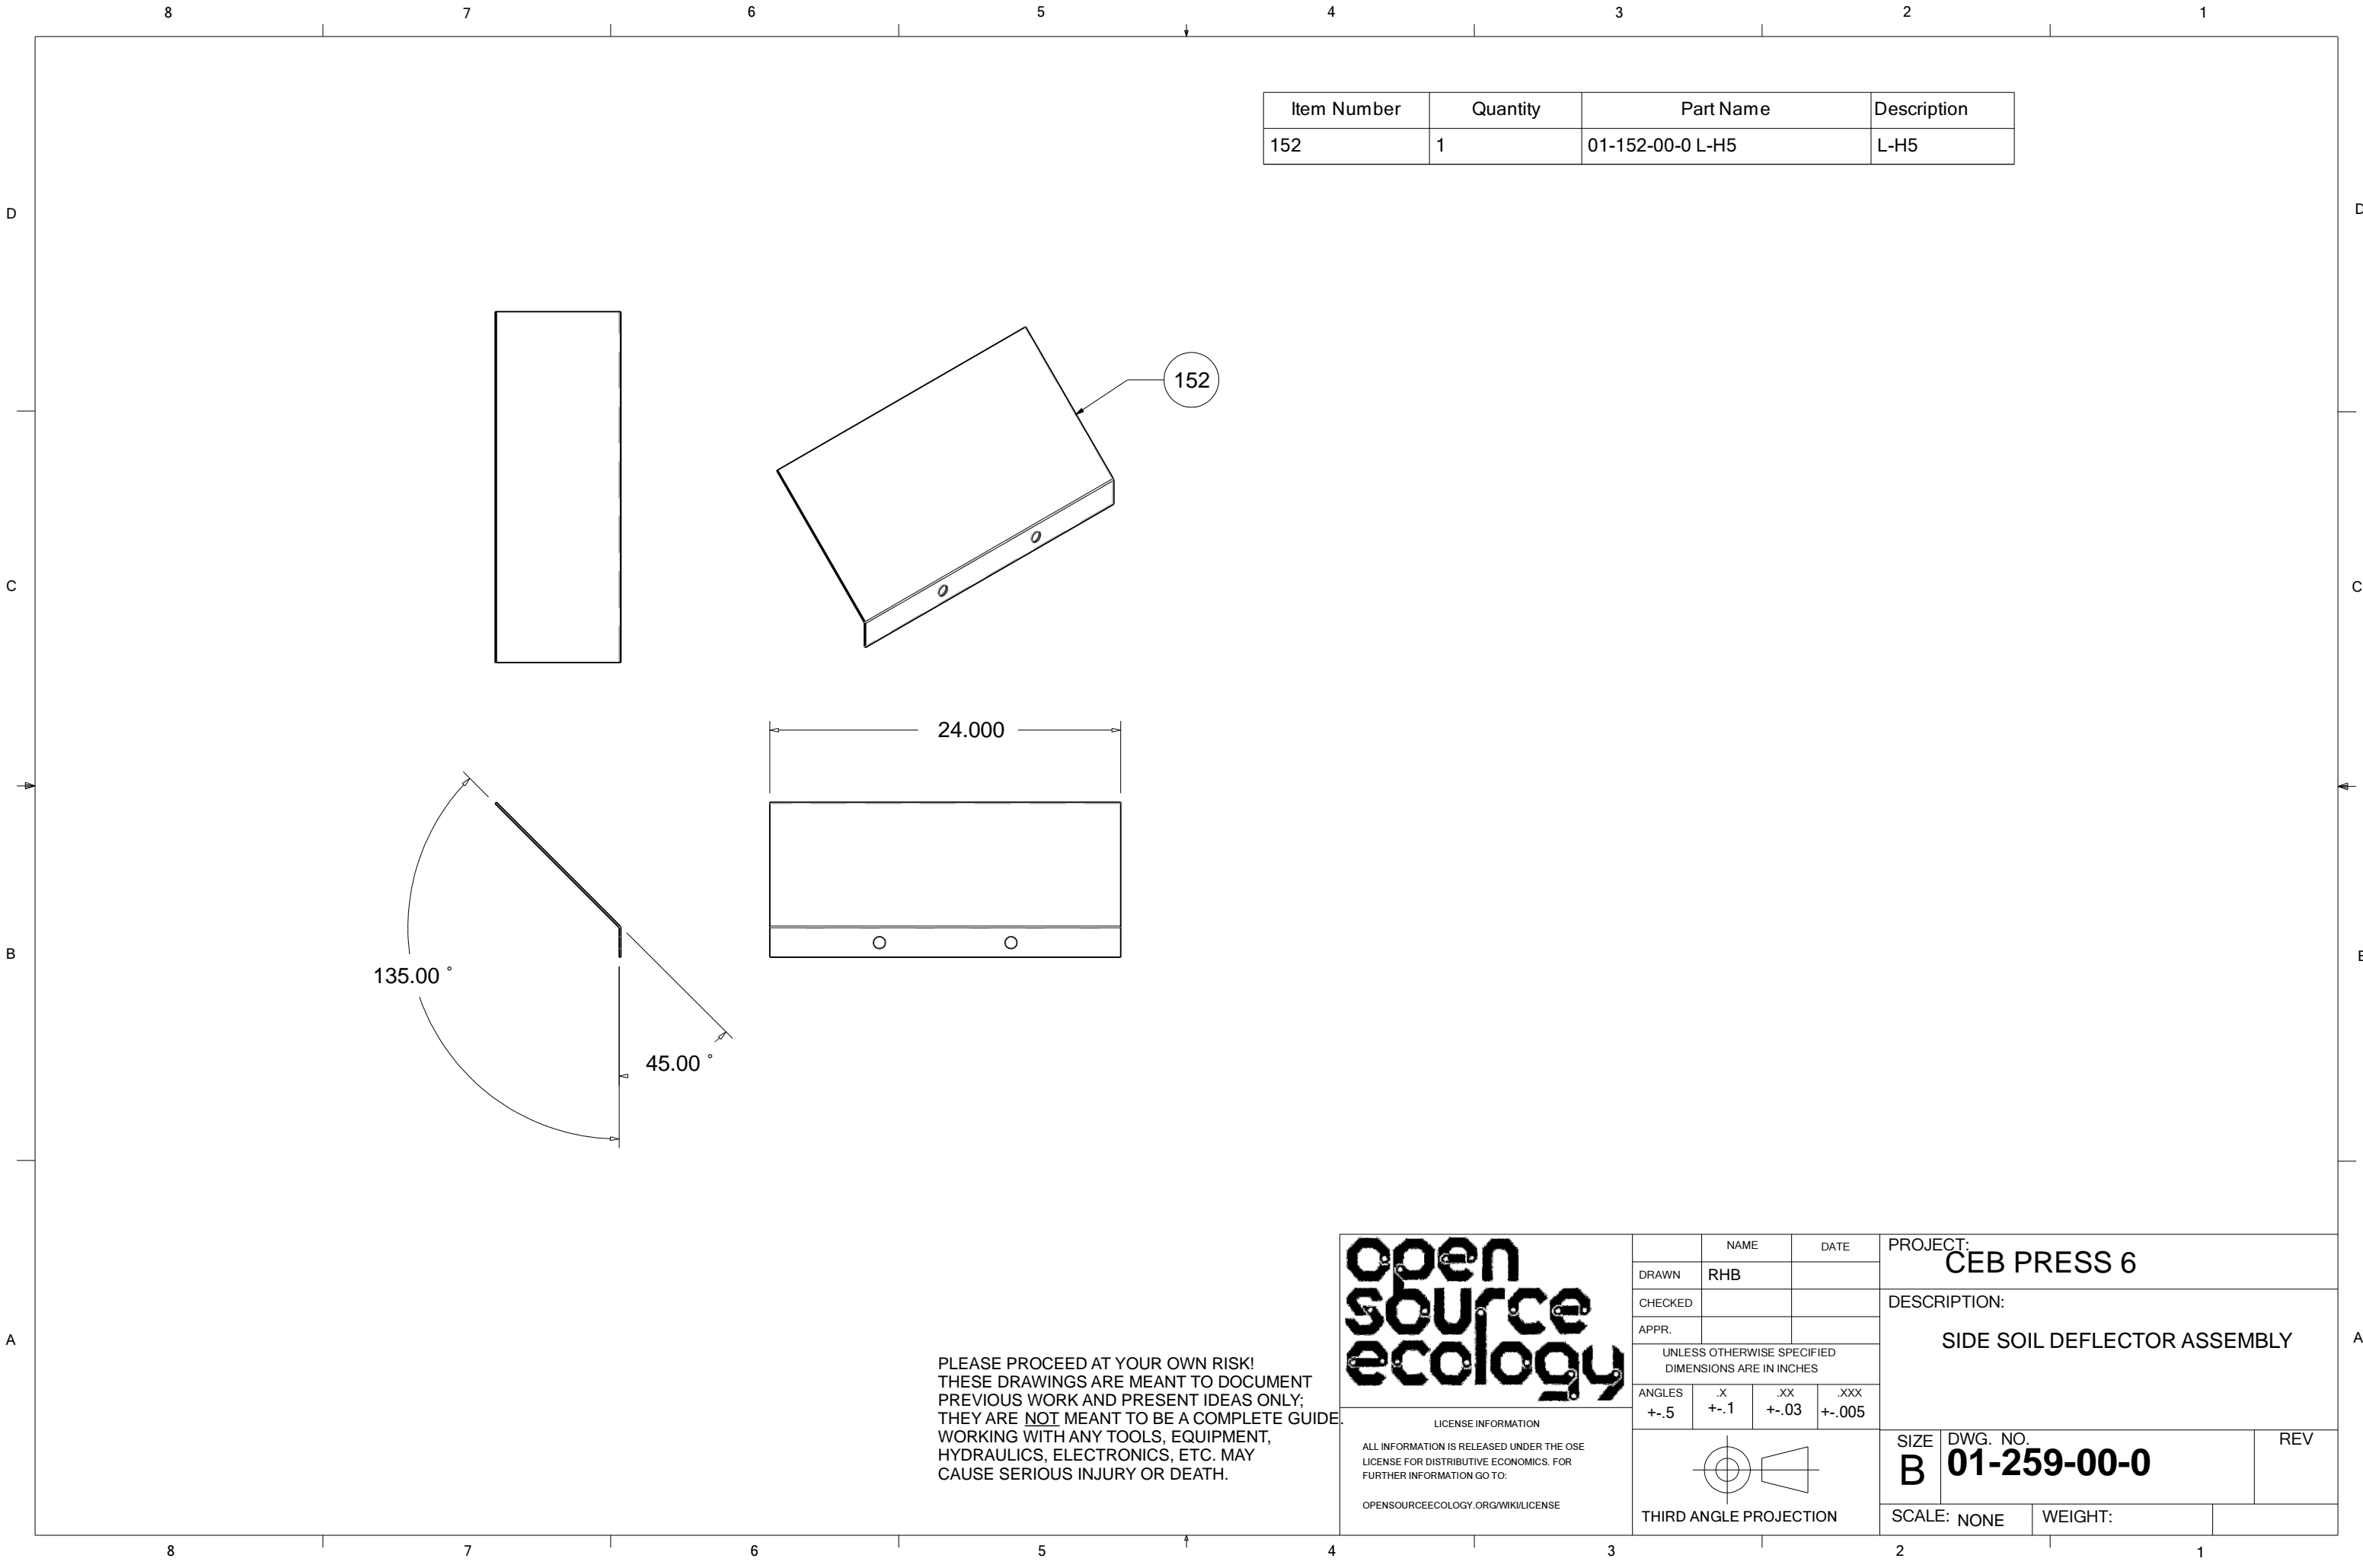 8 7 6 5 4 3 2 1
Item Number Quantity Part Name Description
152 1 01-152-00-0 L-H5 L-H5
D D
152
C C
24.000
135.00 °
45.00 °
B B
A A
PLEASE PROCEED AT YOUR OWN RISK!
THESE DRAWINGS ARE MEANT TO DOCUMENT
PREVIOUS WORK AND PRESENT IDEAS ONLY;
THEY ARE NOT MEANT TO BE A COMPLETE GUIDE.
WORKING WITH ANY TOOLS, EQUIPMENT,
HYDRAULICS, ELECTRONICS, ETC. MAY
CAUSE SERIOUS INJURY OR DEATH.
open
source
ecology
LICENSE INFORMATION
ALL INFORMATION IS RELEASED UNDER THE OSE
LICENSE FOR DISTRIBUTIVE ECONOMICS. FOR
FURTHER INFORMATION GO TO:
OPENSOURCEECOLOGY.ORG/WIKI/LICENSE
NAME DATE
DRAWN RHB
CHECKED
APPR.
UNLESS OTHERWISE SPECIFIED
DIMENSIONS ARE IN INCHES
ANGLES .X .XX .XXX
+-.5 +-.1 +-.03 +-.005
THIRD ANGLE PROJECTION
PROJECT:
CEB PRESS 6
DESCRIPTION:
SIDE SOIL DEFLECTOR ASSEMBLY
SIZE DWG. NO. REV
B 01-259-00-0
SCALE: NONE WEIGHT:
8 7 6 5 4 3 2 1